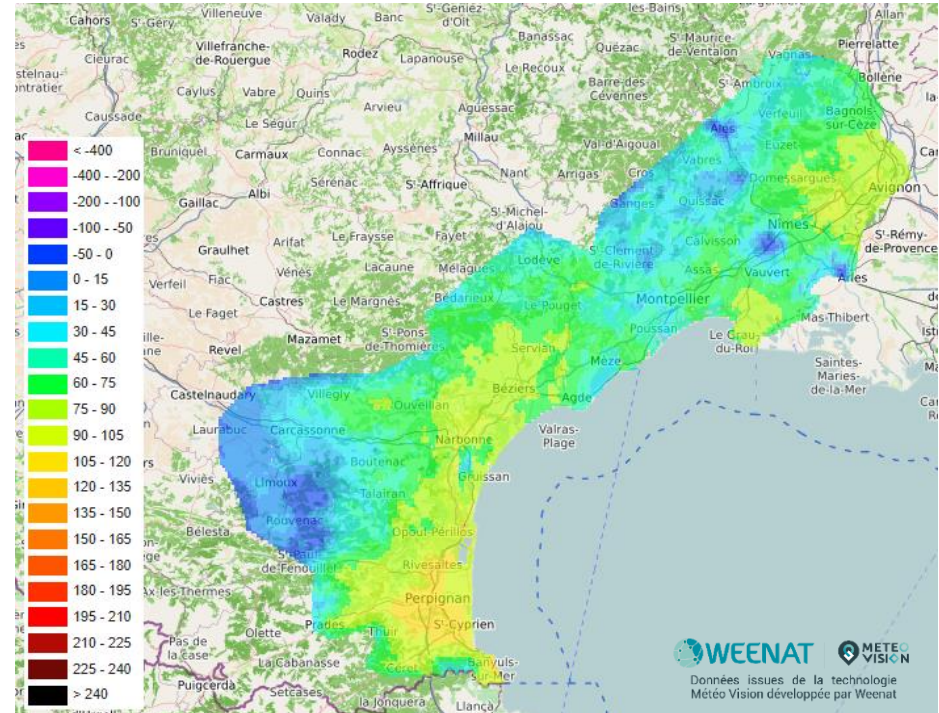 Cahors
Sᵗ-Géry
Villeneuve
Valady
Banc
Sᵗ-Geniez-
d'Olt
les-Bains
Allan
Cieurac
Villefranche-
de-Rouergue
Rodez
Lapanouse
Banassac
Le Recoux
Quézac
Sᵗ-Maurice-
de-Ventalon
Vagnas
Pierrelatte
Bollène
Caylus
Vabre
Quins
Barre-des-
Cévennes
Sᵗ-Ambroix
Verfeuil
Bagnols-
sur-Cèze
Caussade
Le Ségur
Arvieu
Aguessac
Millau
Alès
Euzet
Bruniquel
Carmaux
Connac
Ayssènes
Val-d'Aigoual
Vabres
Domessargues
Avignon
Gaillac
Albi
Sérénac
Sᵗ-Affrique
Nant
Arrigas
Cros
Ganges
Quissac
Nîmes
Sᵗ-Rémy-
de-Provence
Graulhet
Arifat
Le Fraysse
Fayet
Sᵗ-Michel-
d'Alajou
Sᵗ-Clément
de-Rivière
Calvisson
Verfeil
Fiac
Vénès
Lacaune
Mélagues
Lodève
Assas
Vauvert
Arles
Le Faget
Castres
Le Margnès
Bédarieux
Le Pouget
Montpellier
Mas-Thibert
Revel
Mazamet
Sᵗ-Pons-
de-Thomières
Servian
Poussan
Le Grau-
du-Roi
Saintes-
Maries-
de-la-Mer
Castelnaudary
Villegly
Ouveillan
Béziers
Mèze
Agde
Laurabuc
Carcassonne
Narbonne
Valras-
Plage
Viviès
Limoux
Boutenac
Gruissan
Bélesta
Rouvenac
Talairan
Opoul-Périllos
Sᵗ-Paul-
de-Fenouillet
Rivesaltes
Ax-les-Thermes
Perpignan
Olette
Prades
Thuir
Sᵗ-Cyprien
Pas de
la Case
La Cabanasse
Céret
Banyuls-
sur-Mer
Puigcerdà
Setcases
la Jonquera
Llançà
< -400
-400 - -200
-200 - -100
-100 - -50
-50 - 0
0 - 15
15 - 30
30 - 45
45 - 60
60 - 75
75 - 90
90 - 105
105 - 120
120 - 135
135 - 150
150 - 165
165 - 180
180 - 195
195 - 210
210 - 225
225 - 240
> 240
WEENAT
METEO
VISION
Données issues de la technologie
Météo Vision développée par Weenat